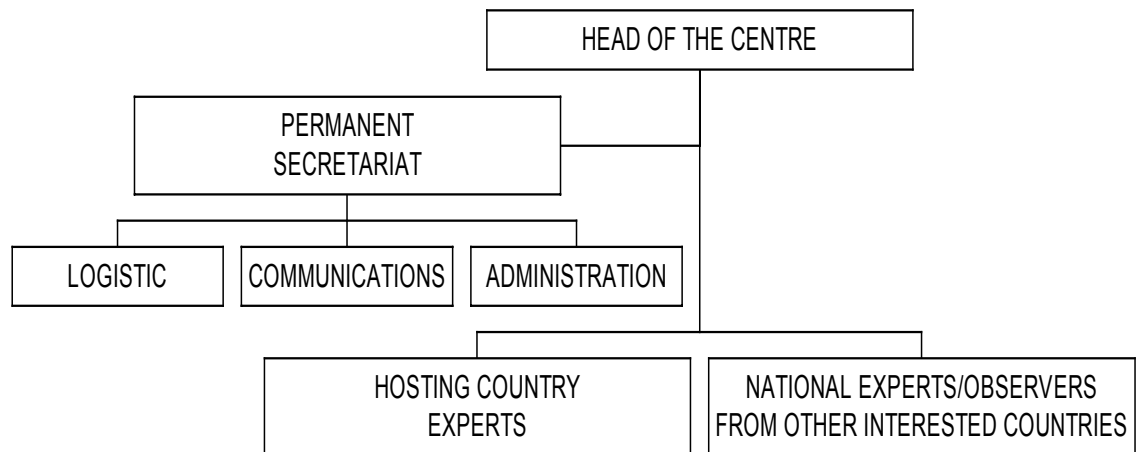 HEAD OF THE CENTRE
PERMANENT
SECRETARIAT
LOGISTIC
COMMUNICATIONS
ADMINISTRATION
HOSTING COUNTRY
EXPERTS
NATIONAL EXPERTS/OBSERVERS
FROM OTHER INTERESTED COUNTRIES